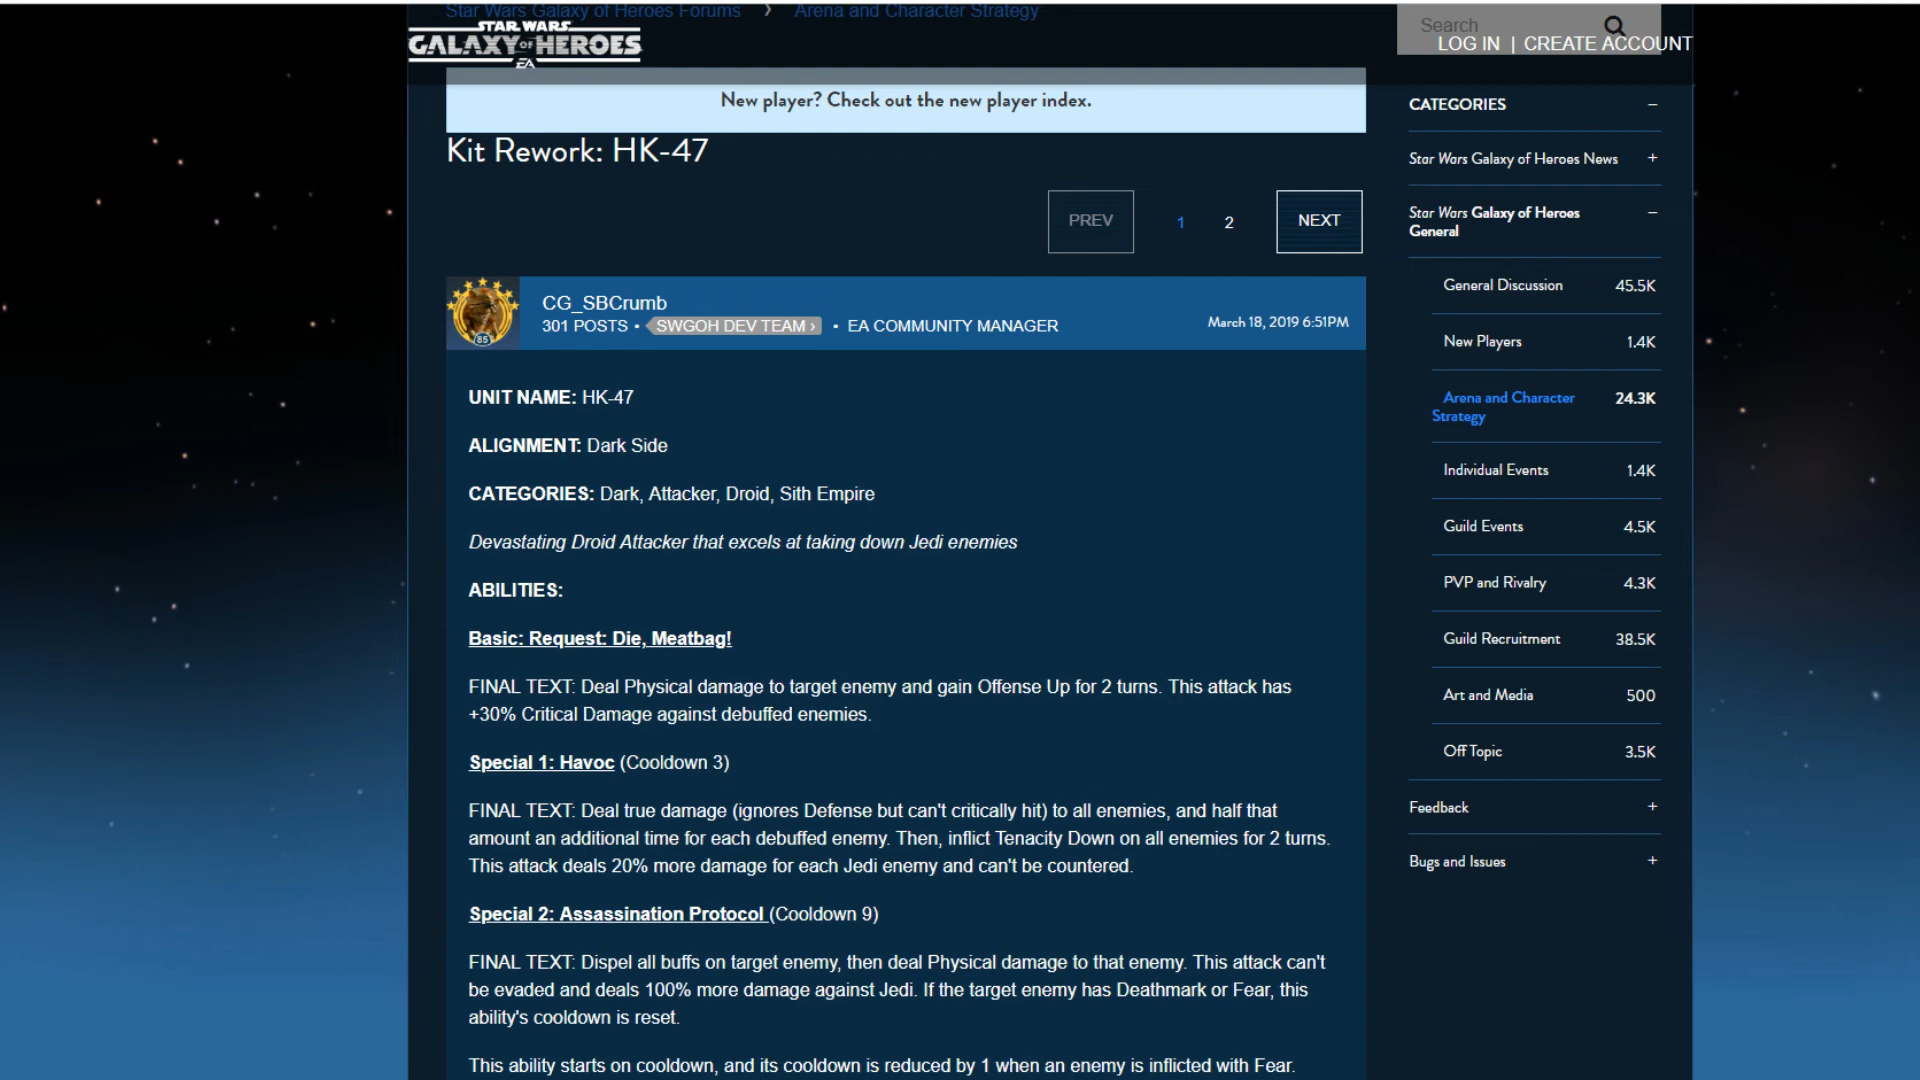 Star Wars Galaxy of Heroes Forums › Arena and Character Strategy
STAR WARS
GALAXY OF HEROES
EA
Search
LOG IN | CREATE ACCOUNT
New player? Check out the new player index.
Kit Rework: HK-47
PREV 1 2 NEXT
85
CG_SBCrumb
301 POSTS • SWGOH DEV TEAM › • EA COMMUNITY MANAGER
March 18, 2019 6:51PM
UNIT NAME: HK-47
ALIGNMENT: Dark Side
CATEGORIES: Dark, Attacker, Droid, Sith Empire
Devastating Droid Attacker that excels at taking down Jedi enemies
ABILITIES:
Basic: Request: Die, Meatbag!
FINAL TEXT: Deal Physical damage to target enemy and gain Offense Up for 2 turns. This attack has
+30% Critical Damage against debuffed enemies.
Special 1: Havoc (Cooldown 3)
FINAL TEXT: Deal true damage (ignores Defense but can't critically hit) to all enemies, and half that
amount an additional time for each debuffed enemy. Then, inflict Tenacity Down on all enemies for 2 turns.
This attack deals 20% more damage for each Jedi enemy and can't be countered.
Special 2: Assassination Protocol (Cooldown 9)
FINAL TEXT: Dispel all buffs on target enemy, then deal Physical damage to that enemy. This attack can't
be evaded and deals 100% more damage against Jedi. If the target enemy has Deathmark or Fear, this
ability's cooldown is reset.
This ability starts on cooldown, and its cooldown is reduced by 1 when an enemy is inflicted with Fear.
CATEGORIES –
Star Wars Galaxy of Heroes News +
Star Wars Galaxy of Heroes –
General
General Discussion 45.5K
New Players 1.4K
Arena and Character 24.3K
Strategy
Individual Events 1.4K
Guild Events 4.5K
PVP and Rivalry 4.3K
Guild Recruitment 38.5K
Art and Media 500
Off Topic 3.5K
Feedback +
Bugs and Issues +